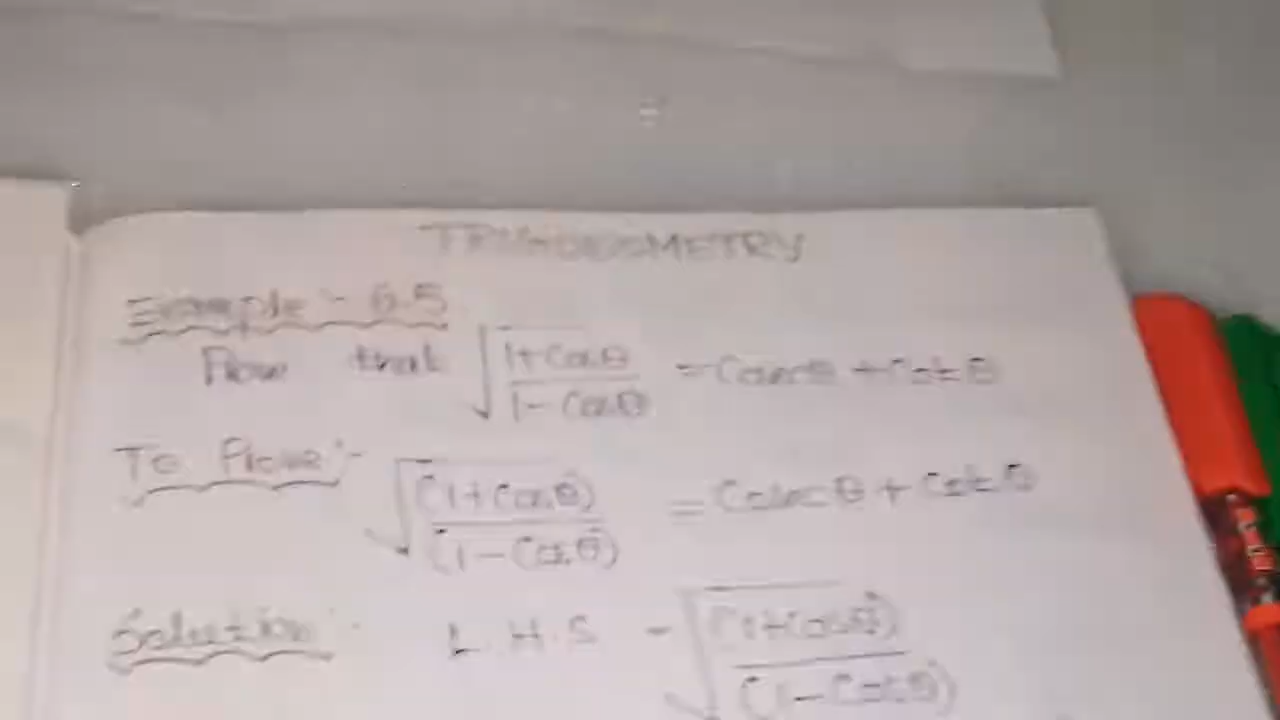 TRIGONOMETRY
Example :- 6.5
Prove that √(1+Cosθ / 1-Cosθ) = Cosecθ + Cotθ
To Prove :- √((1+Cosθ) / (1-Cosθ)) = Cosecθ + Cotθ
Solution :- L.H.S = √((1+Cosθ) / (1-Cosθ))